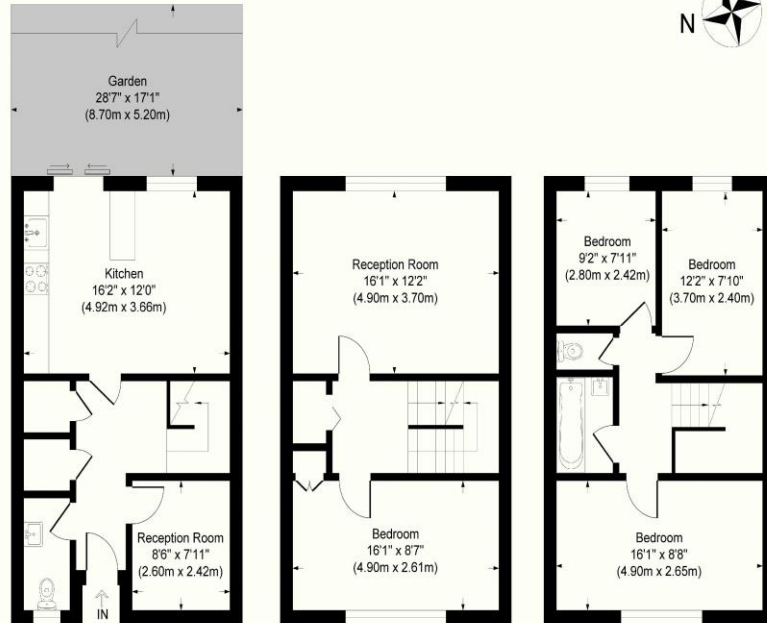 N
Garden
28'7" x 17'1"
(8.70m x 5.20m)
Kitchen
16'2" x 12'0"
(4.92m x 3.66m)
Reception Room
8'6" x 7'11"
(2.60m x 2.42m)
IN
Reception Room
16'1" x 12'2"
(4.90m x 3.70m)
Bedroom
16'1" x 8'7"
(4.90m x 2.61m)
Bedroom
9'2" x 7'11"
(2.80m x 2.42m)
Bedroom
12'2" x 7'10"
(3.70m x 2.40m)
Bedroom
16'1" x 8'8"
(4.90m x 2.65m)